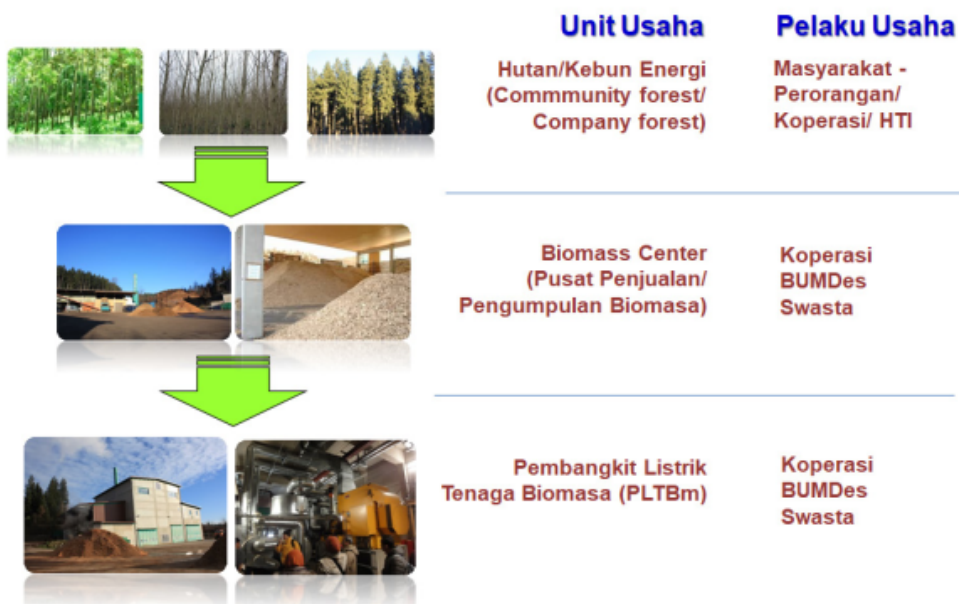 Unit Usaha
Pelaku Usaha
Hutan/Kebun Energi
(Commmunity forest/
Company forest)
Masyarakat -
Perorangan/
Koperasi/ HTI
Biomass Center
(Pusat Penjualan/
Pengumpulan Biomasa)
Koperasi
BUMDes
Swasta
Pembangkit Listrik
Tenaga Biomasa (PLTBm)
Koperasi
BUMDes
Swasta